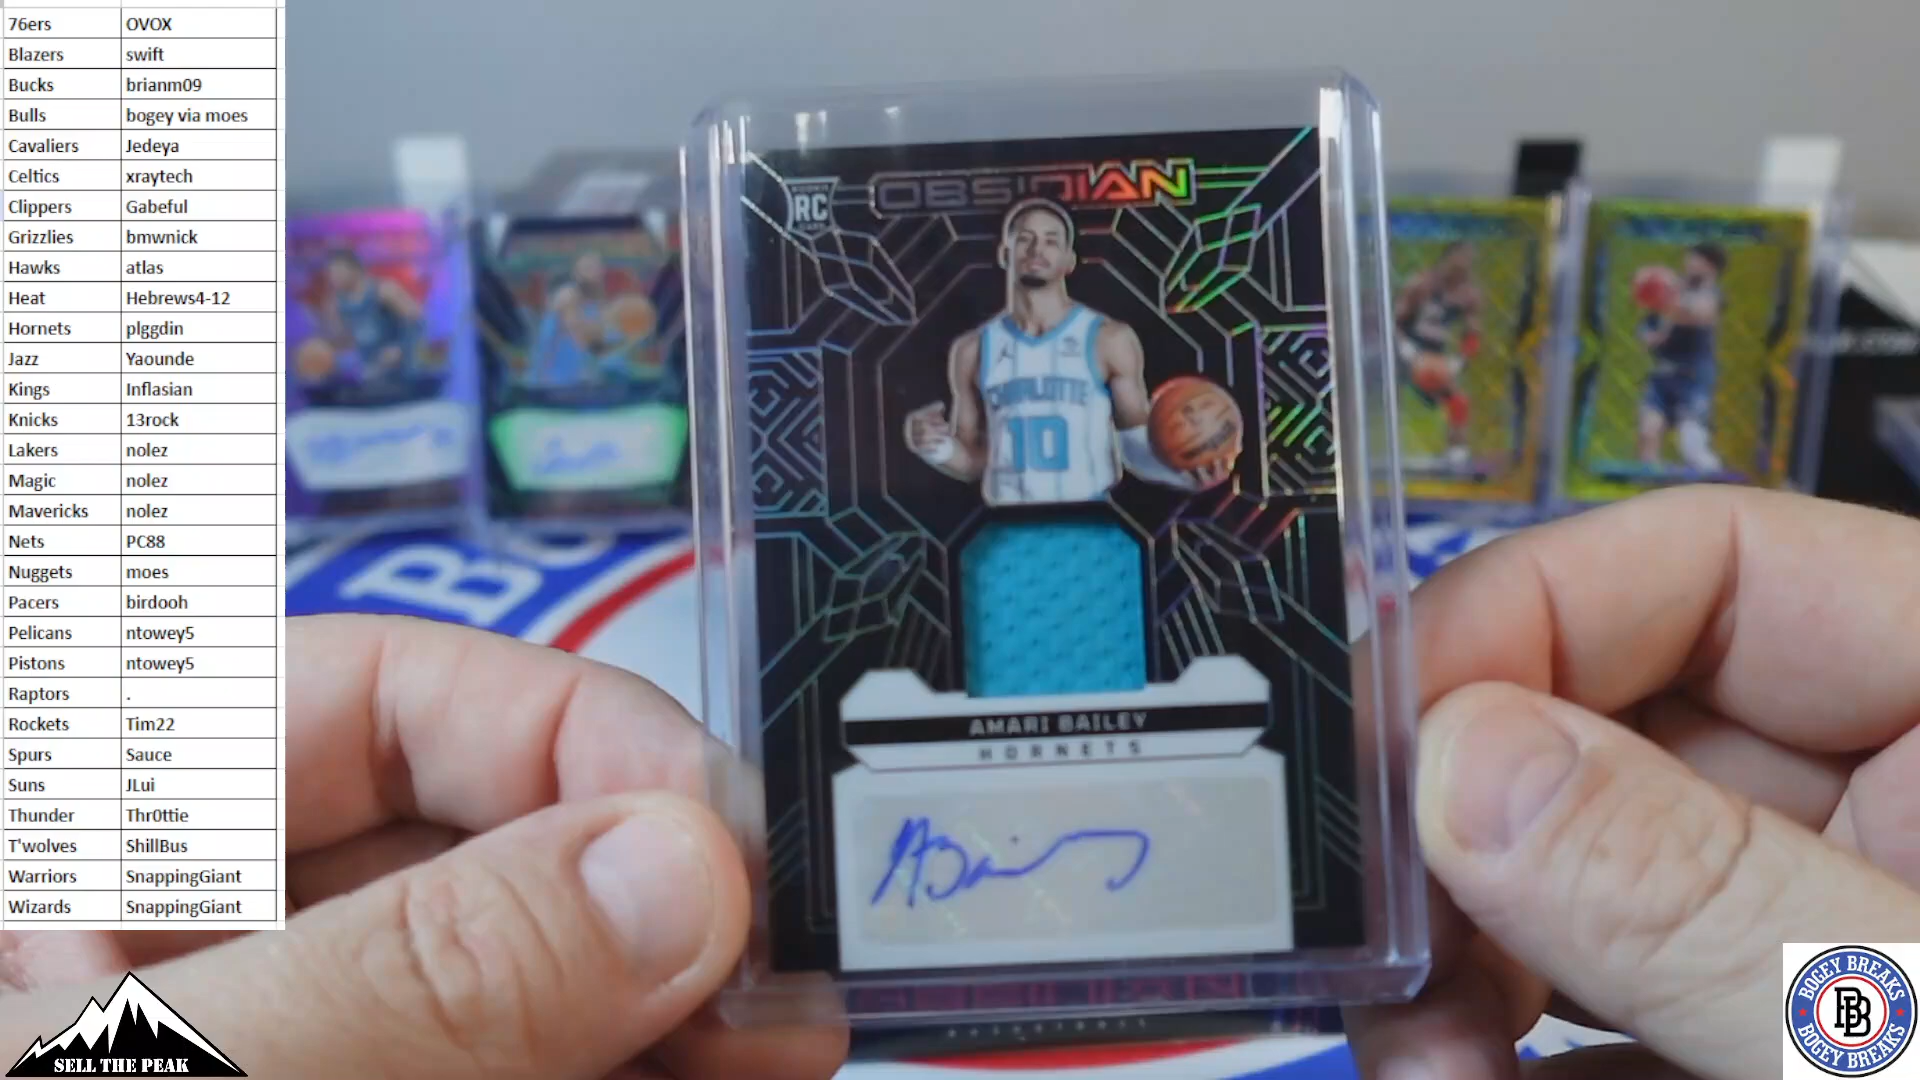 76ers OVOX
Blazers swift
Bucks brianm09
Bulls bogey via moes
Cavaliers Jedeya
Celtics xraytech
Clippers Gabeful
Grizzlies bmwnick
Hawks atlas
Heat Hebrews4-12
Hornets plggdin
Jazz Yaounde
Kings Inflasian
Knicks 13rock
Lakers nolez
Magic nolez
Mavericks nolez
Nets PC88
Nuggets moes
Pacers birdooh
Pelicans ntowey5
Pistons ntowey5
Raptors .
Rockets Tim22
Spurs Sauce
Suns JLui
Thunder Thr0ttie
T'wolves ShillBus
Warriors SnappingGiant
Wizards SnappingGiant
SELL THE PEAK
OBSIDIAN
RC
CHARLOTTE
10
AMARI BAILEY
HORNETS
BOGEY BREAKS
BB
BOGEY BREAKS